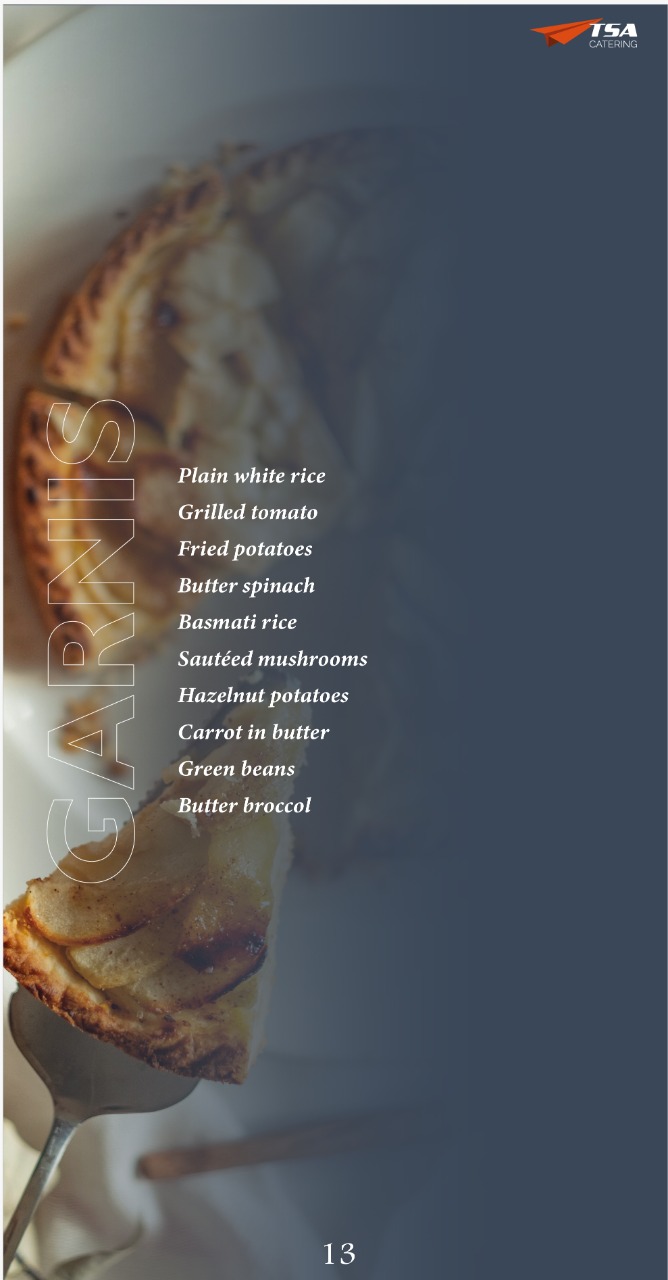 TSA
CATERING
GARNIS
Plain white rice
Grilled tomato
Fried potatoes
Butter spinach
Basmati rice
Sautéed mushrooms
Hazelnut potatoes
Carrot in butter
Green beans
Butter broccol
13